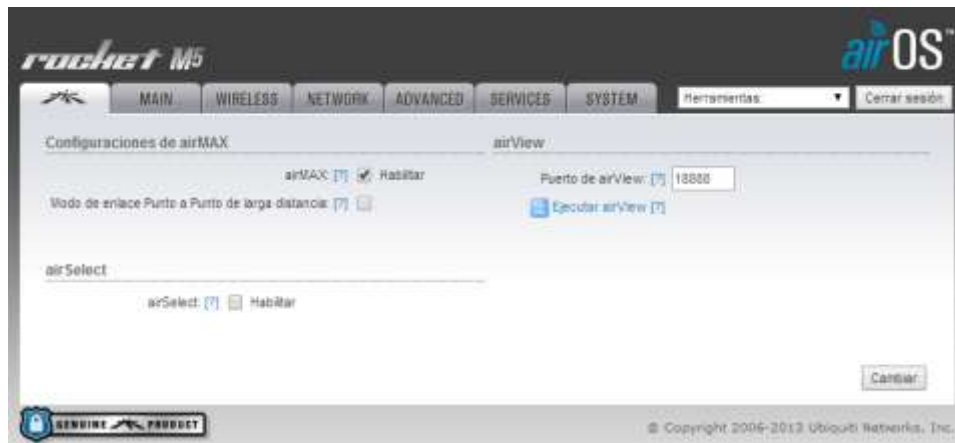 rocket M5
airOS™
MAIN WIRELESS NETWORK ADVANCED SERVICES SYSTEM Herramientas: Cerrar sesión
Configuraciones de airMAX
airMAX: [?] Habilitar
Modo de enlace Punto a Punto de larga distancia: [?]
airView
Puerto de airView: [?] 18888
Ejecutar airView [?]
airSelect
airSelect: [?] Habilitar
Cambiar
GENUINE PRODUCT
© Copyright 2006-2013 Ubiquiti Networks, Inc.